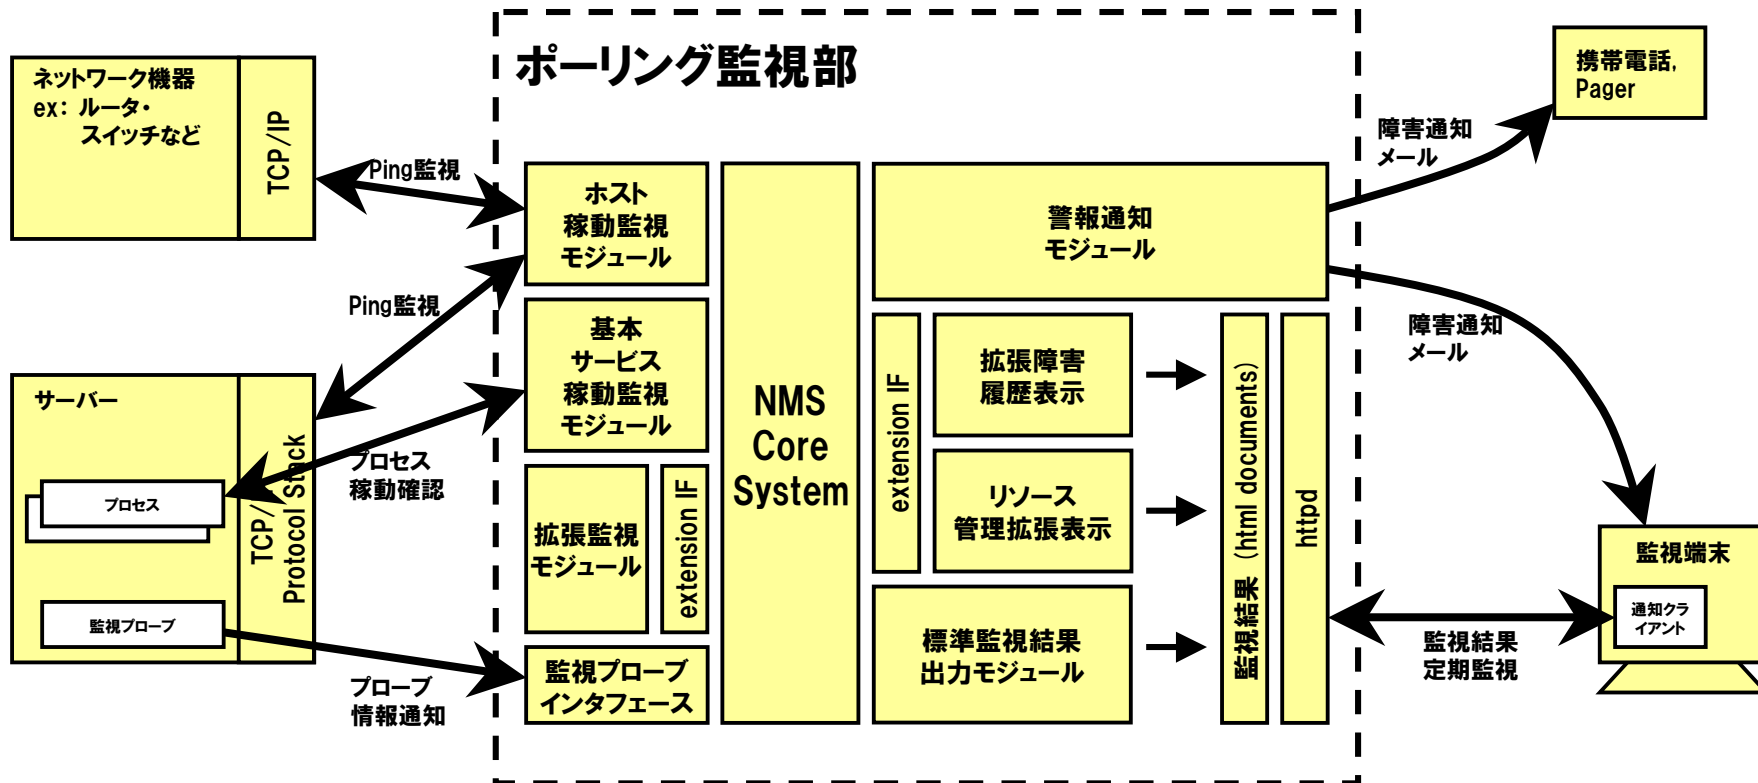 ポーリング監視部
ネットワーク機器
ex: ルータ・
スイッチなど
TCP/IP
Ping監視
Ping監視
サーバー
プロセス
監視プローブ
TCP/
Protocol Stack
プロセス
稼動確認
プローブ
情報通知
ホスト
稼動監視
モジュール
基本
サービス
稼動監視
モジュール
拡張監視
モジュール
extension IF
監視プローブ
インタフェース
NMS
Core
System
警報通知
モジュール
extension IF
拡張障害
履歴表示
リソース
管理拡張表示
標準監視結果
出力モジュール
監視結果 (html documents)
httpd
障害通知
メール
携帯電話,
Pager
障害通知
メール
監視結果
定期監視
監視端末
通知クラ
イアント